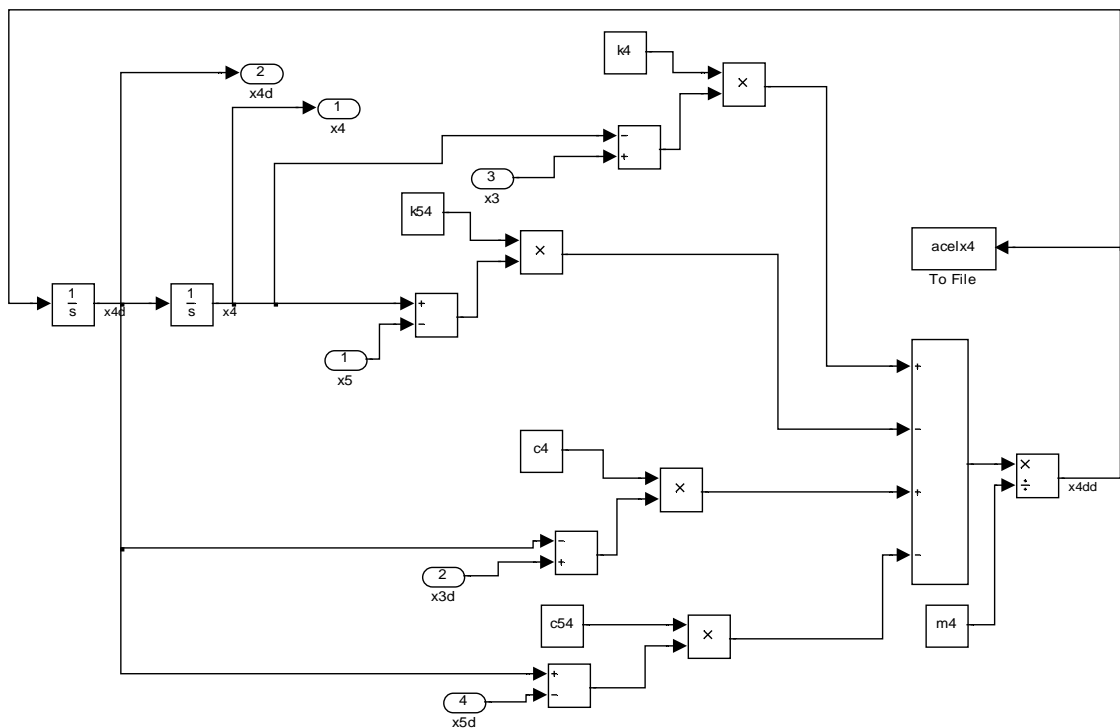 k4
×
2
x4d
1
x4
−
+
3
x3
k54
×
acelx4
To File
1
s
x4d
1
s
x4
+
−
1
x5
+
−
+
−
c4
×
×
÷
x4dd
−
+
2
x3d
c54
×
m4
+
−
4
x5d